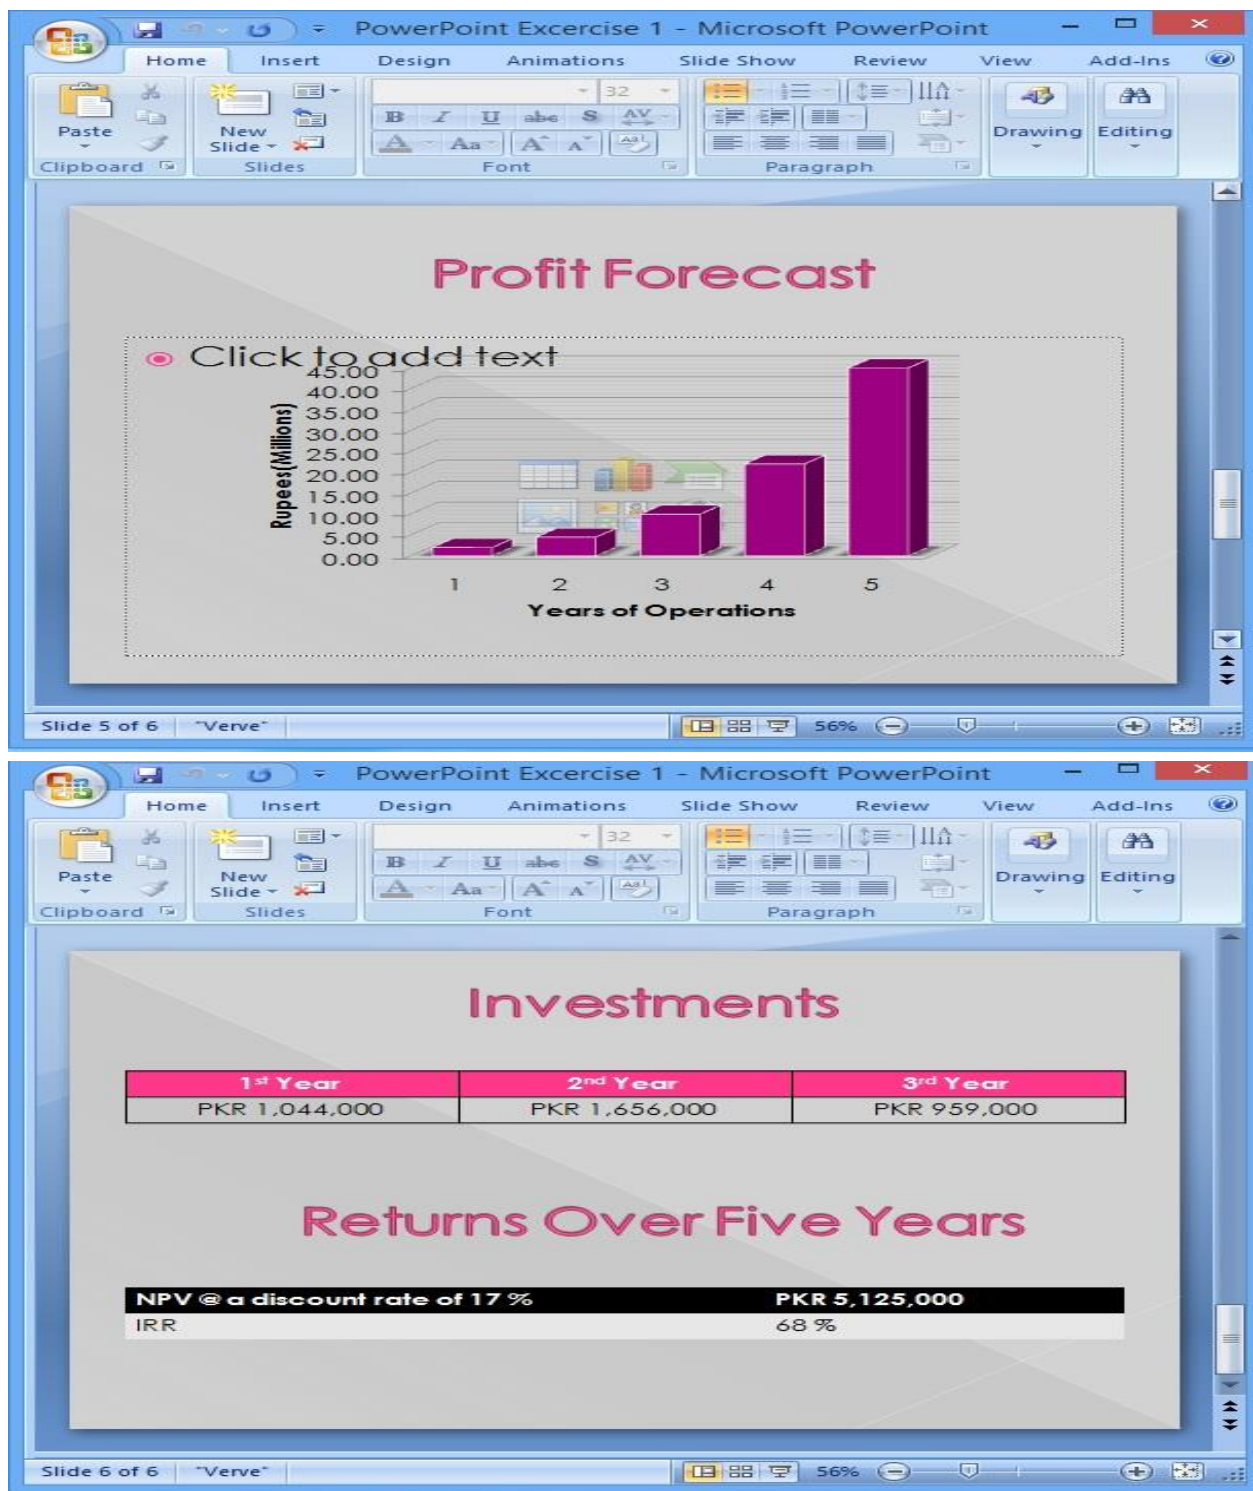 PowerPoint Excercise 1 - Microsoft PowerPoint
Home Insert Design Animations Slide Show Review View Add-Ins
32
Paste New Slide B I U abe S AV Drawing Editing
A Aa A A
Clipboard Slides Font Paragraph
Profit Forecast
Click to add text
45.00
40.00
35.00
30.00
25.00
20.00
15.00
10.00
5.00
0.00
Rupees(Millions)
1 2 3 4 5
Years of Operations
Slide 5 of 6 "Verve" 56%
PowerPoint Excercise 1 - Microsoft PowerPoint
Home Insert Design Animations Slide Show Review View Add-Ins
32
Paste New Slide B I U abe S AV Drawing Editing
A Aa A A
Clipboard Slides Font Paragraph
Investments
1st Year 2nd Year 3rd Year
PKR 1,044,000 PKR 1,656,000 PKR 959,000
Returns Over Five Years
NPV @ a discount rate of 17 % PKR 5,125,000
IRR 68 %
Slide 6 of 6 "Verve" 56%